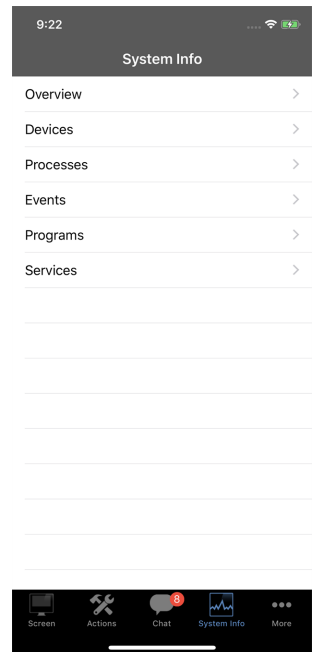 9:22
System Info
Overview
Devices
Processes
Events
Programs
Services
8
Screen
Actions
Chat
System Info
More